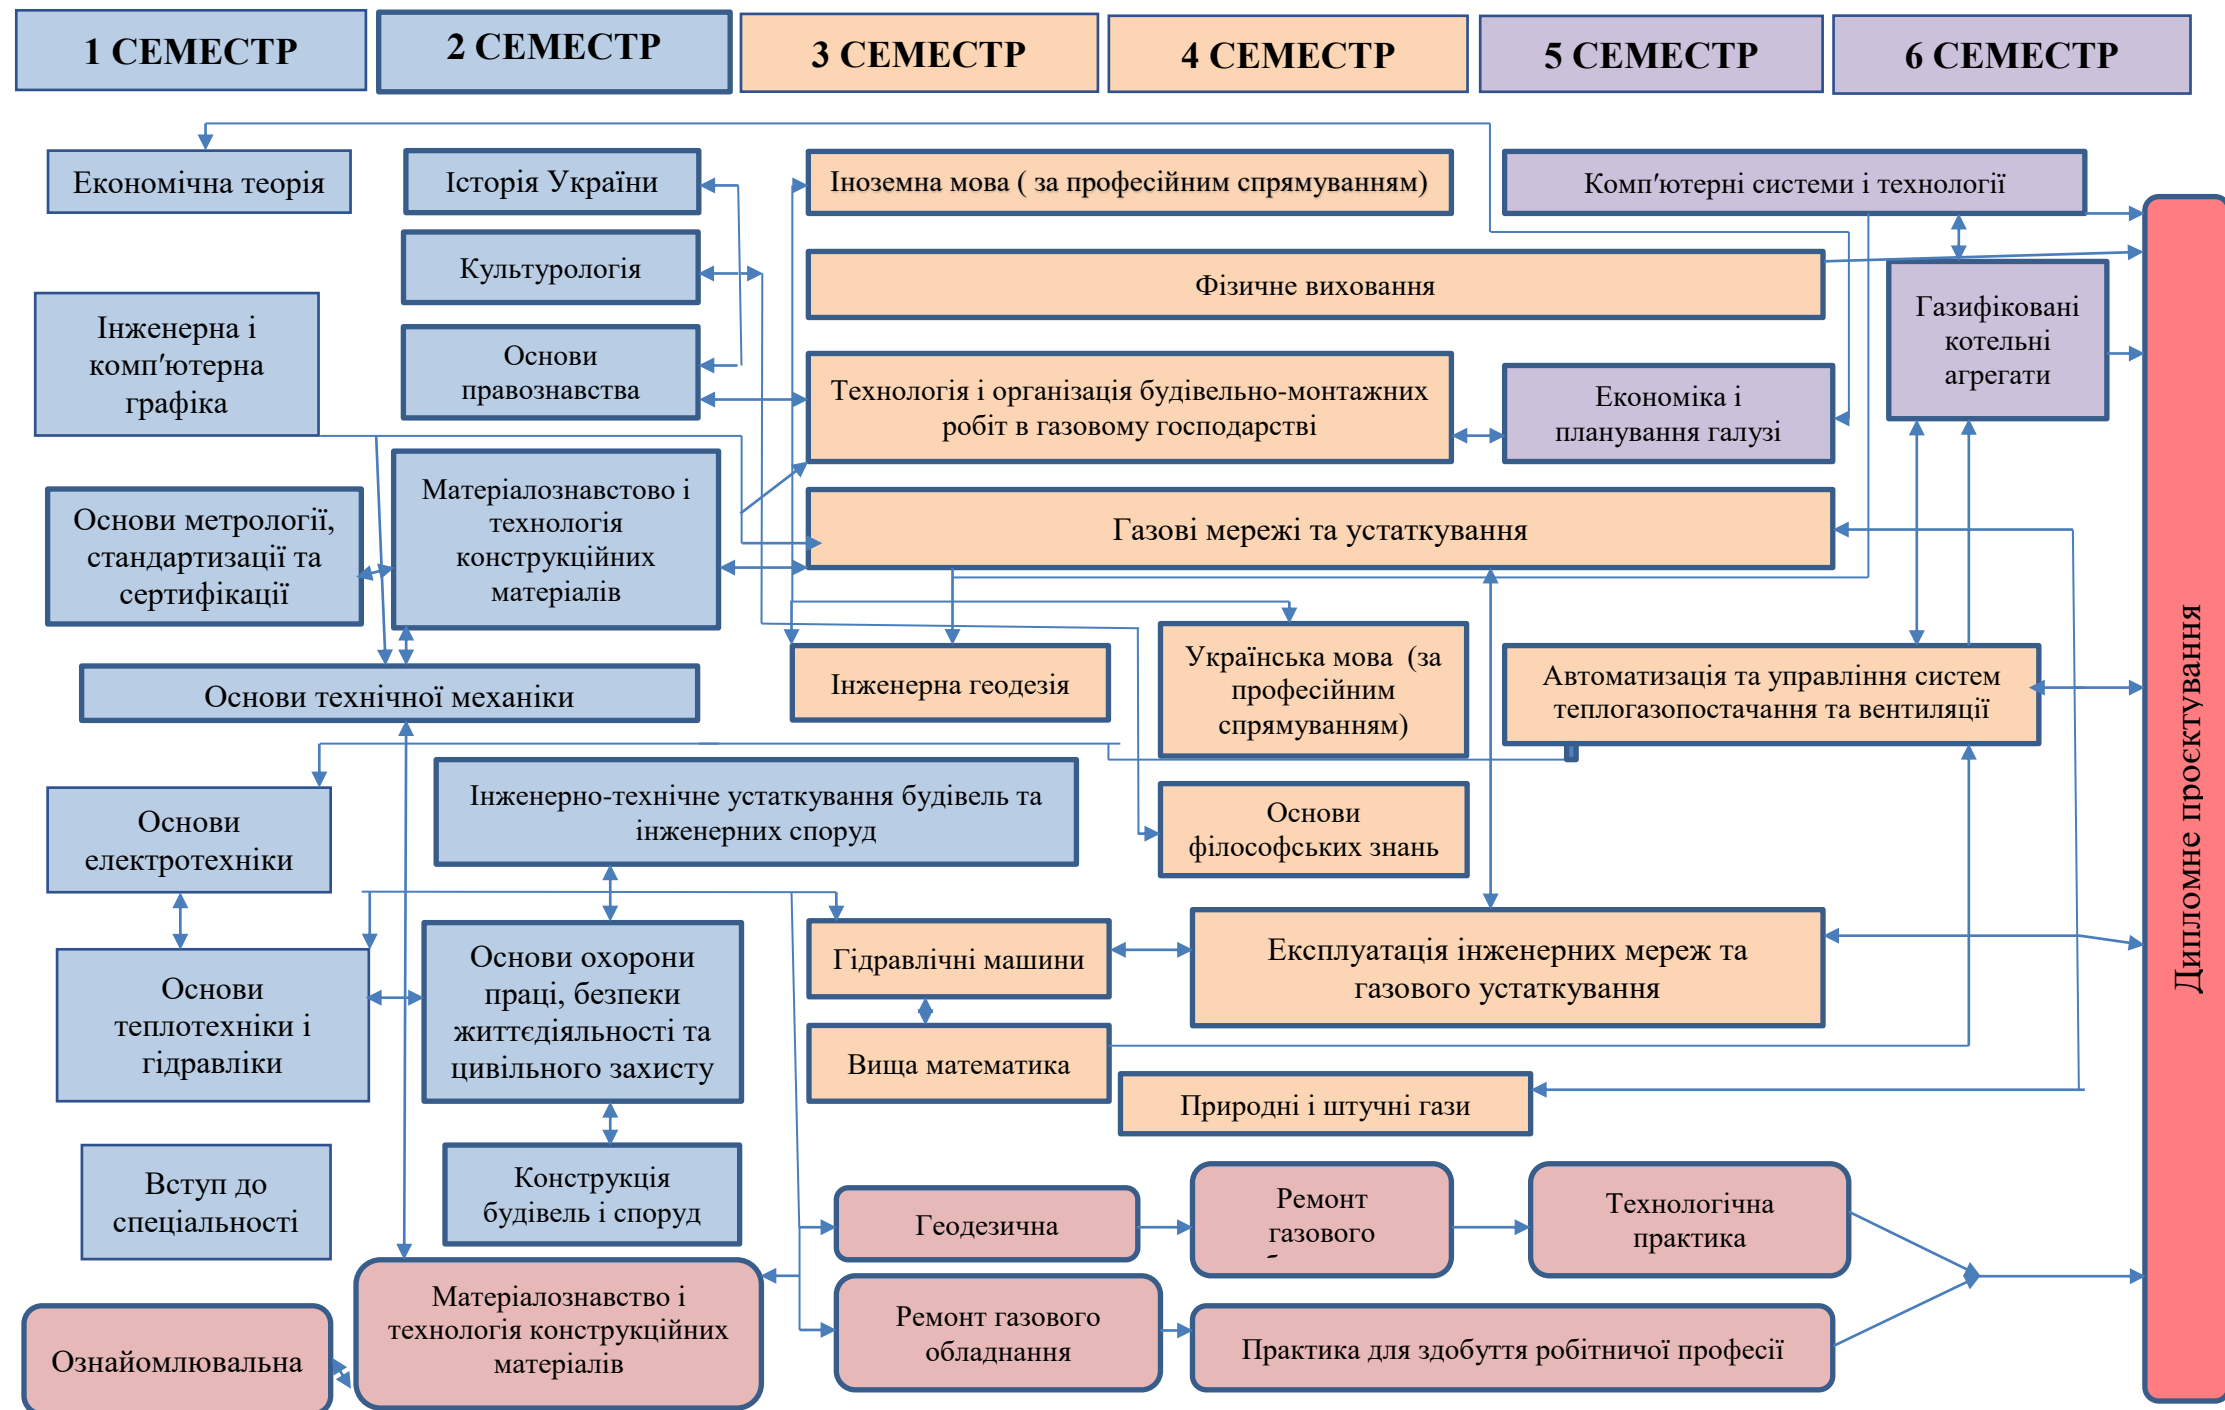 1 СЕМЕСТР
2 СЕМЕСТР
3 СЕМЕСТР
4 СЕМЕСТР
5 СЕМЕСТР
6 СЕМЕСТР
Економічна теорія
Історія України
Іноземна мова ( за професійним спрямуванням)
Комп'ютерні системи і технології
Культурологія
Фізичне виховання
Інженерна і
комп'ютерна
графіка
Газифіковані
котельні
агрегати
Основи
правознавства
Технологія і організація будівельно-монтажних
робіт в газовому господарстві
Економіка і
планування галузі
Основи метрології,
стандартизації та
сертифікації
Матеріалознавстово і
технологія
конструкційних
матеріалів
Газові мережі та устаткування
Основи технічної механіки
Інженерна геодезія
Українська мова (за
професійним
спрямуванням)
Автоматизація та управління систем
теплогазопостачання та вентиляції
Дипломне проєктування
Основи
електротехніки
Інженерно-технічне устаткування будівель та
інженерних споруд
Основи
філософських знань
Основи
теплотехніки і
гідравліки
Основи охорони
праці, безпеки
життєдіяльності та
цивільного захисту
Гідравлічні машини
Експлуатація інженерних мереж та
газового устаткування
Вища математика
Природні і штучні гази
Вступ до
спеціальності
Конструкція
будівель і споруд
Геодезична
Ремонт
газового
Технологічна
практика
Ознайомлювальна
Матеріалознавство і
технологія конструкційних
матеріалів
Ремонт газового
обладнання
Практика для здобуття робітничої професії